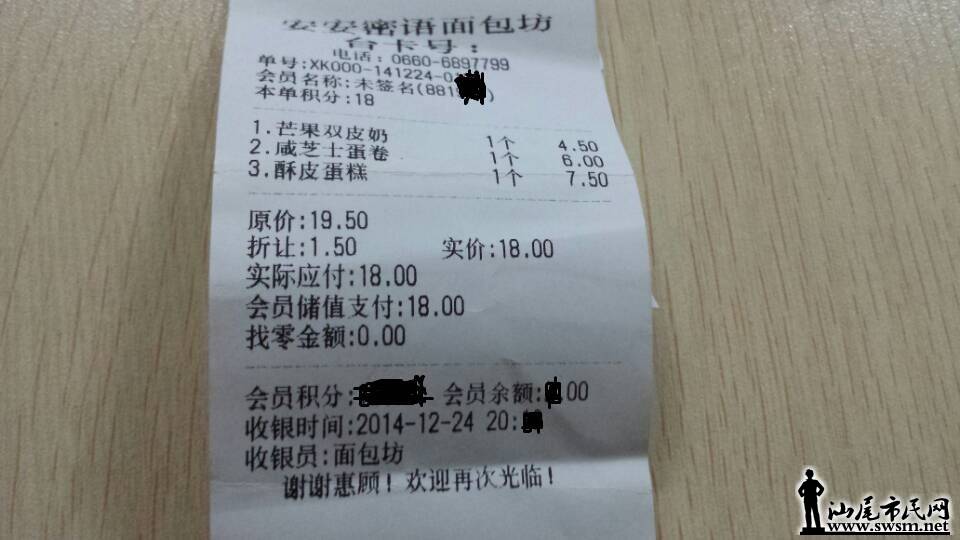 安安密语面包坊
台卡号:
电话:0660-6897799
单号:XK000-141224-0
会员名称:未签名(881)
本单积分:18
1.芒果双皮奶 1个 4.50
2.咸芝士蛋卷 1个 6.00
3.酥皮蛋糕 1个 7.50
原价:19.50
折让:1.50 实价:18.00
实际应付:18.00
会员储值支付:18.00
找零金额:0.00
会员积分: 会员余额: .00
收银时间:2014-12-24 20:
收银员:面包坊
谢谢惠顾!欢迎再次光临!
汕尾市民网
www.swsm.net